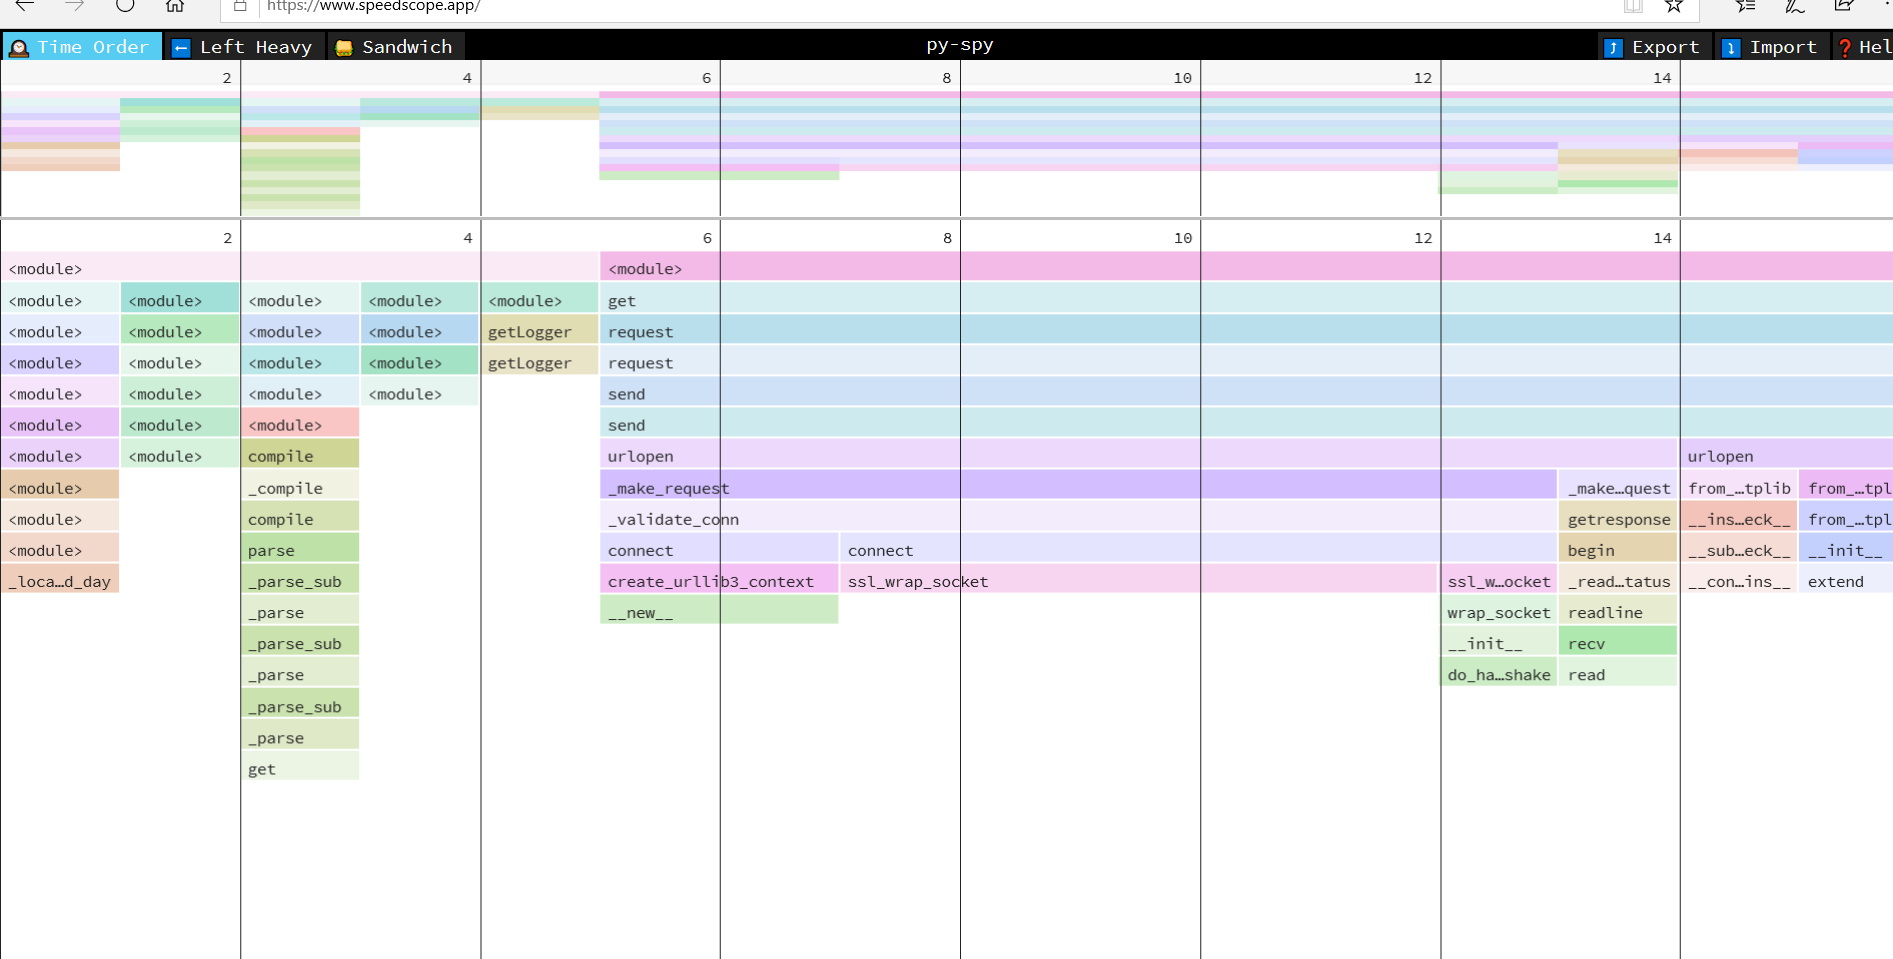 https://www.speedscope.app/
Time Order Left Heavy Sandwich py-spy Export Import Hel
2 4 6 8 10 12 14
2 4 6 8 10 12 14
<module> <module>
<module> <module> <module> <module> <module> get
<module> <module> <module> <module> getLogger request
<module> <module> <module> <module> getLogger request
<module> <module> <module> <module> send
<module> <module> <module> send
<module> <module> compile urlopen urlopen
<module> _compile _make_request _make…quest from_…tplib from_…tpl
<module> compile _validate_conn getresponse __ins…eck__ from_…tpl
<module> parse connect connect begin __sub…eck__ __init__
_loca…d_day _parse_sub create_urllib3_context ssl_wrap_socket ssl_w…ocket _read…tatus __con…ins__ extend
_parse __new__ wrap_socket readline
_parse_sub __init__ recv
_parse do_ha…shake read
_parse_sub
_parse
get